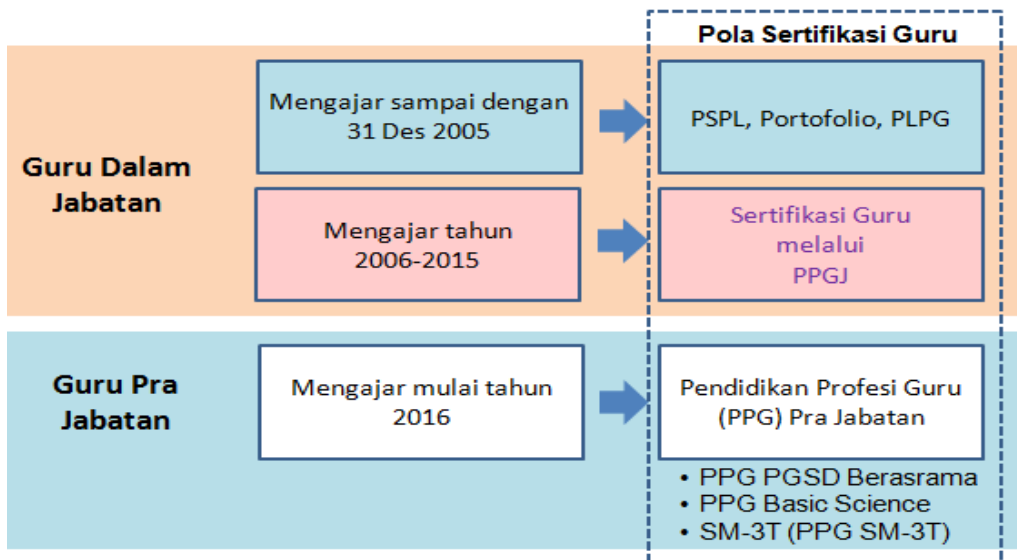 Pola Sertifikasi Guru
Guru Dalam
Jabatan
Mengajar sampai dengan
31 Des 2005
PSPL, Portofolio, PLPG
Mengajar tahun
2006-2015
Sertifikasi Guru
melalui
PPGJ
Guru Pra
Jabatan
Mengajar mulai tahun
2016
Pendidikan Profesi Guru
(PPG) Pra Jabatan
• PPG PGSD Berasrama
• PPG Basic Science
• SM-3T (PPG SM-3T)